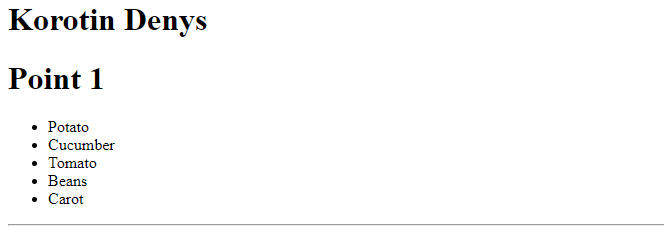 Korotin Denys
Point 1
Potato
Cucumber
Tomato
Beans
Carot